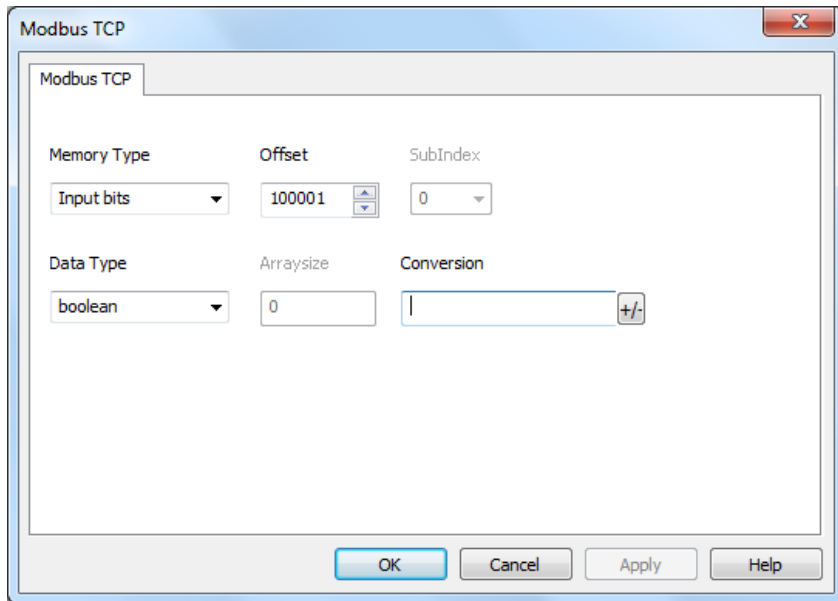 Modbus TCP
X
Modbus TCP
Memory Type Offset SubIndex
Input bits 100001 0
Data Type Arraysize Conversion
boolean 0 +/-
OK Cancel Apply Help